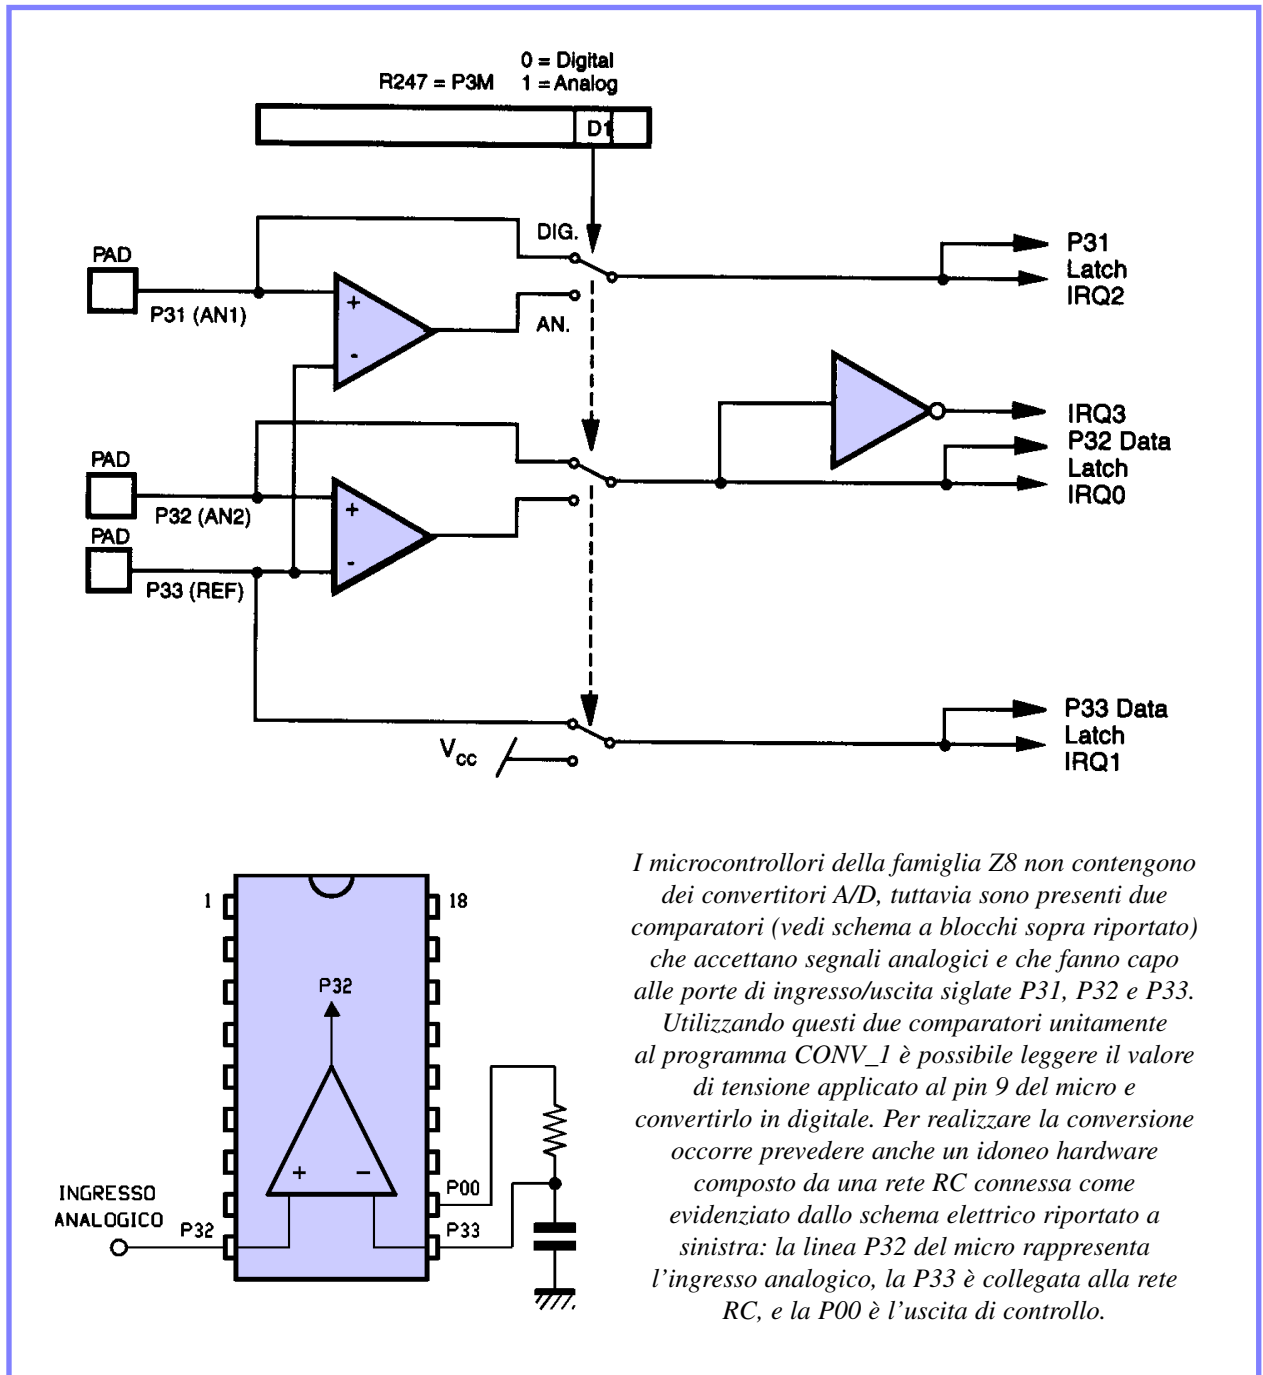 0 = Digital
R247 = P3M 1 = Analog
D1
DIG.
PAD
P31 (AN1)
AN.
P31
Latch
IRQ2
PAD
P32 (AN2)
PAD
P33 (REF)
IRQ3
P32 Data
Latch
IRQ0
+
-
+
-
Vcc
P33 Data
Latch
IRQ1
1
18
P32
+ −
INGRESSO
ANALOGICO
P32
P00
P33
I microcontrollori della famiglia Z8 non contengono
dei convertitori A/D, tuttavia sono presenti due
comparatori (vedi schema a blocchi sopra riportato)
che accettano segnali analogici e che fanno capo
alle porte di ingresso/uscita siglate P31, P32 e P33.
Utilizzando questi due comparatori unitamente
al programma CONV_1 è possibile leggere il valore
di tensione applicato al pin 9 del micro e
convertirlo in digitale. Per realizzare la conversione
occorre prevedere anche un idoneo hardware
composto da una rete RC connessa come
evidenziato dallo schema elettrico riportato a
sinistra: la linea P32 del micro rappresenta
l’ingresso analogico, la P33 è collegata alla rete
RC, e la P00 è l’uscita di controllo.